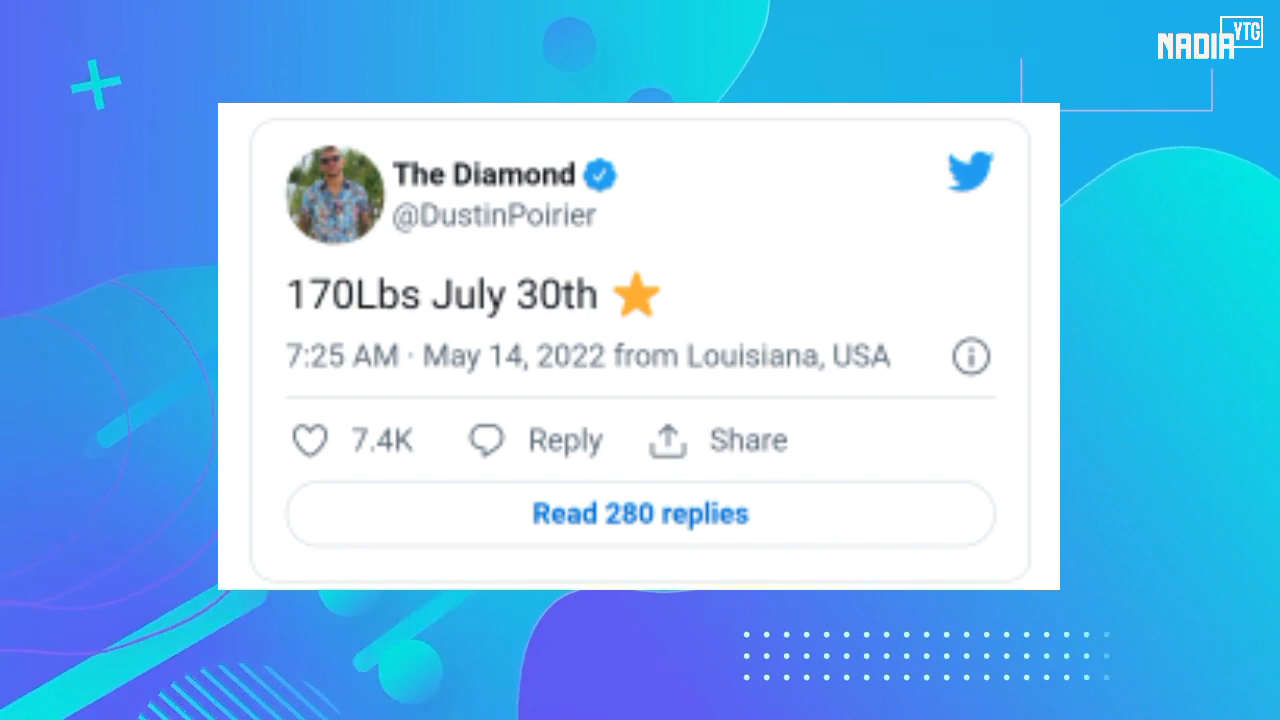 NADIA YTG
The Diamond
@DustinPoirier
170Lbs July 30th ⭐
7:25 AM · May 14, 2022 from Louisiana, USA
7.4K Reply Share
Read 280 replies